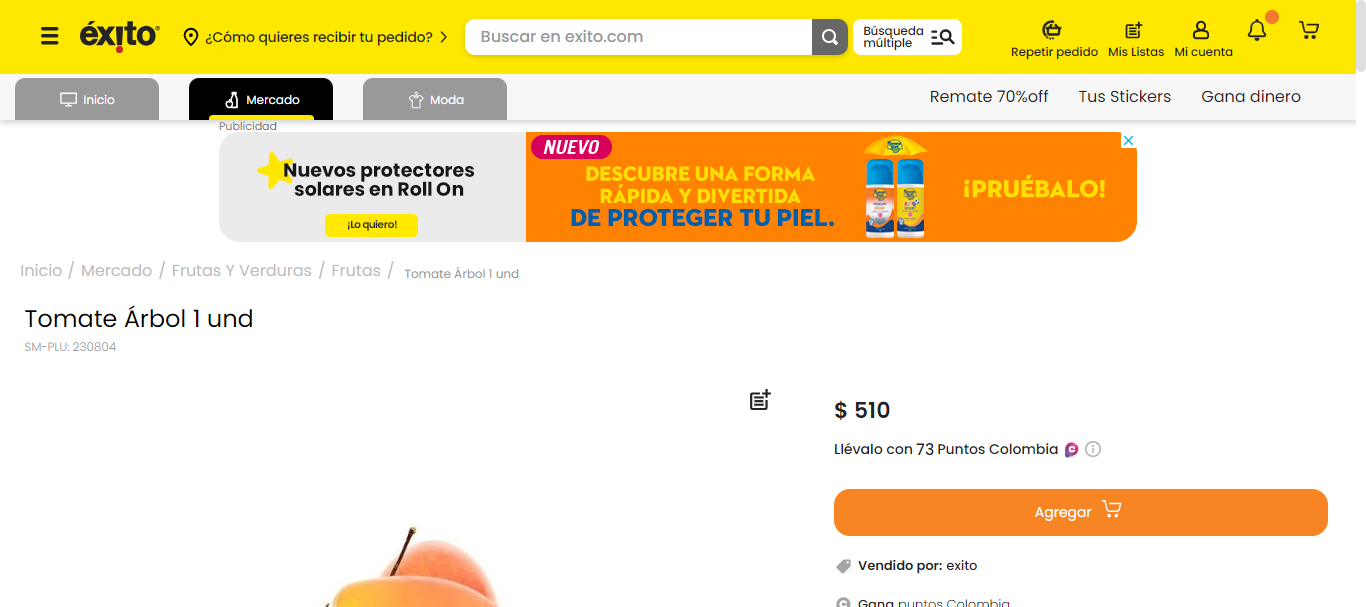 éxito
¿Cómo quieres recibir tu pedido?
Buscar en exito.com
Búsqueda
múltiple
Repetir pedido
Mis Listas
Mi cuenta
Inicio
Mercado
Moda
Remate 70%off
Tus Stickers
Gana dinero
Publicidad
Nuevos protectores
solares en Roll On
¡Lo quiero!
NUEVO
DESCUBRE UNA FORMA
RÁPIDA Y DIVERTIDA
DE PROTEGER TU PIEL.
¡PRUÉBALO!
Inicio / Mercado / Frutas Y Verduras / Frutas / Tomate Árbol 1 und
Tomate Árbol 1 und
SM-PLU: 230804
$ 510
Llévalo con 73 Puntos Colombia
Agregar
Vendido por: exito
Gana puntos Colombia